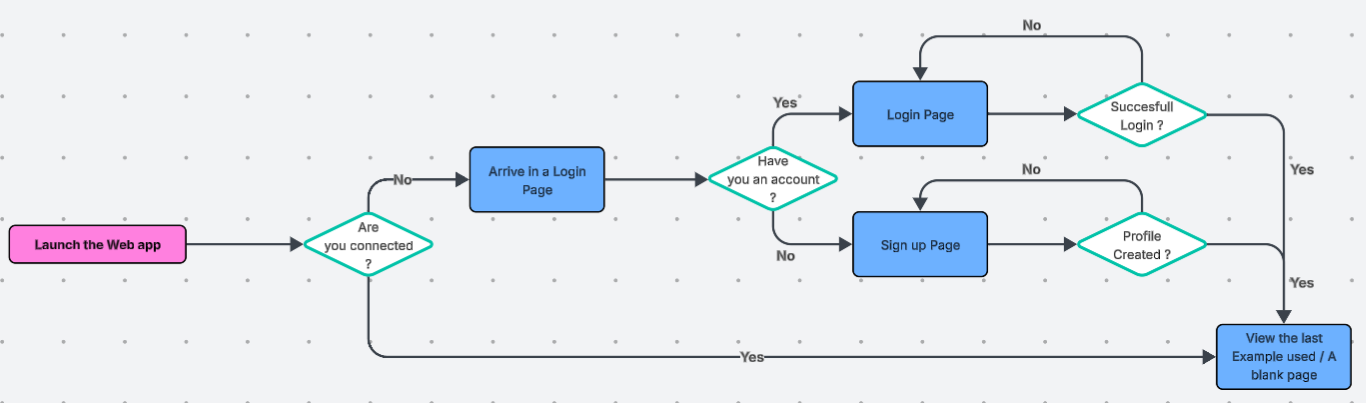 Launch the Web app
Are
you connected
?
No
Arrive in a Login
Page
Have
you an account
?
Yes
Login Page
Succesfull
Login ?
No
Yes
No
Sign up Page
Profile
Created ?
No
Yes
Yes
View the last
Example used / A
blank page